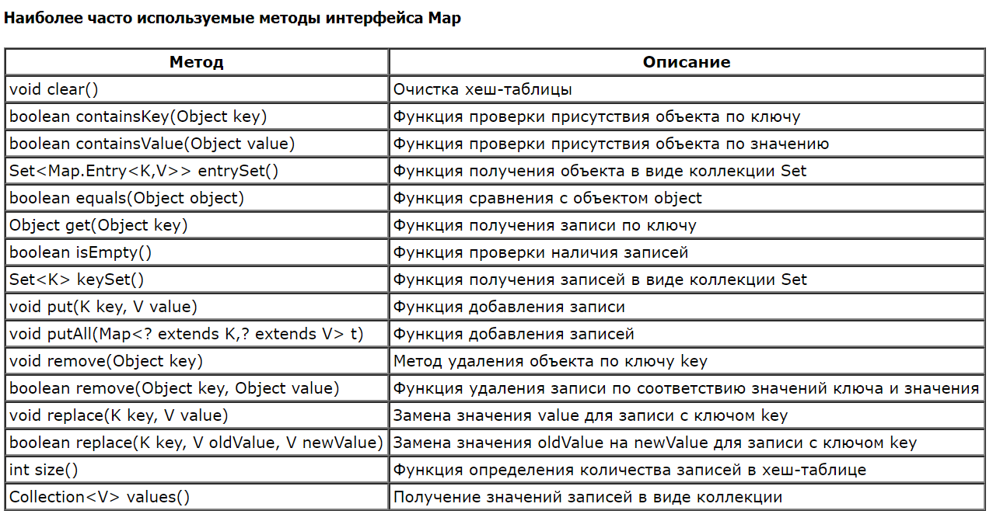 Наиболее часто используемые методы интерфейса Map
Метод Описание
void clear() Очистка хеш-таблицы
boolean containsKey(Object key) Функция проверки присутствия объекта по ключу
boolean containsValue(Object value) Функция проверки присутствия объекта по значению
Set<Map.Entry<K,V>> entrySet() Функция получения объекта в виде коллекции Set
boolean equals(Object object) Функция сравнения с объектом object
Object get(Object key) Функция получения записи по ключу
boolean isEmpty() Функция проверки наличия записей
Set<K> keySet() Функция получения записей в виде коллекции Set
void put(K key, V value) Функция добавления записи
void putAll(Map<? extends K,? extends V> t) Функция добавления записей
void remove(Object key) Метод удаления объекта по ключу key
boolean remove(Object key, Object value) Функция удаления записи по соответствию значений ключа и значения
void replace(K key, V value) Замена значения value для записи с ключом key
boolean replace(K key, V oldValue, V newValue) Замена значения oldValue на newValue для записи с ключом key
int size() Функция определения количества записей в хеш-таблице
Collection<V> values() Получение значений записей в виде коллекции